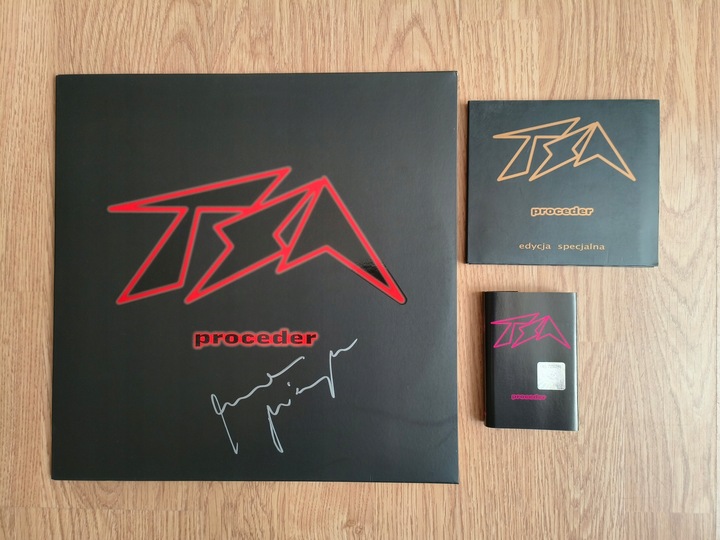 TSA
proceder
TSA
proceder
edycja specjalna
TSA
proceder